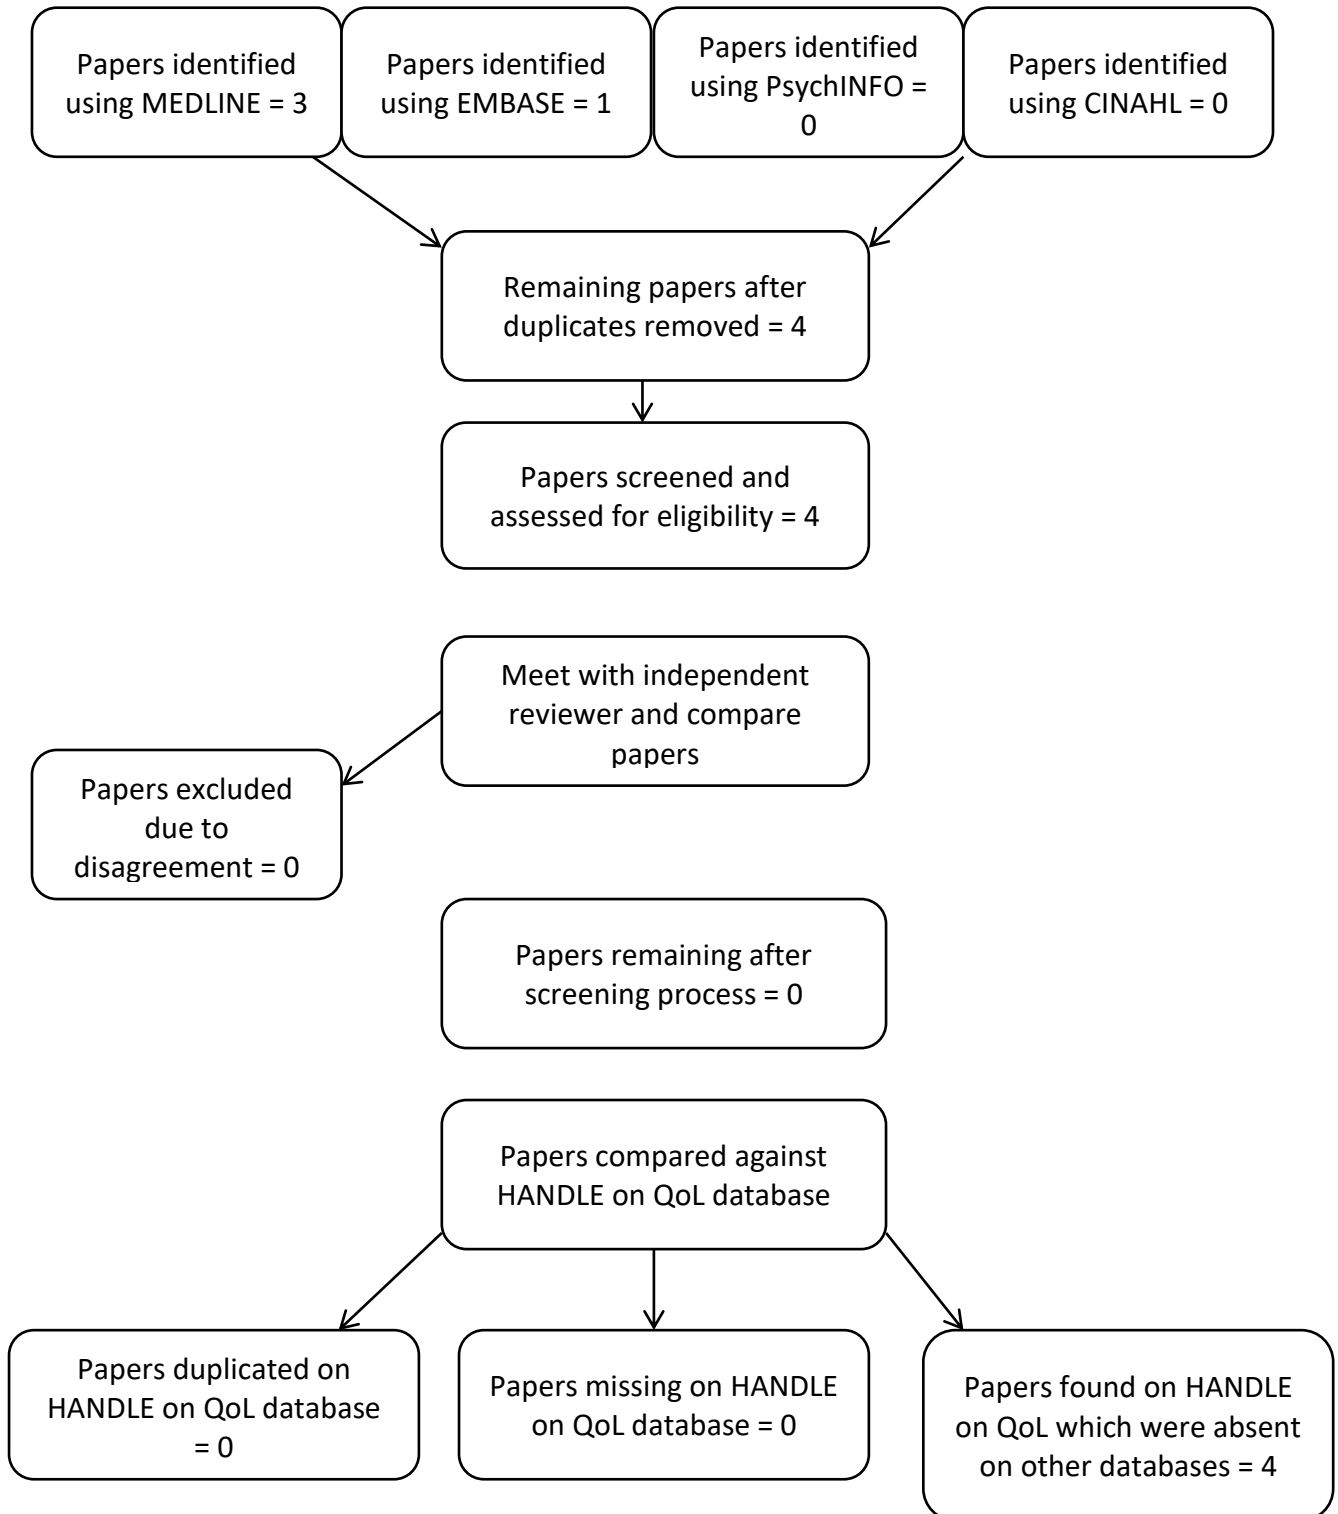 Papers identified
using MEDLINE = 3
Papers identified
using EMBASE = 1
Papers identified
using PsychINFO =
0
Papers identified
using CINAHL = 0
Remaining papers after
duplicates removed = 4
Papers screened and
assessed for eligibility = 4
Meet with independent
reviewer and compare
papers
Papers excluded
due to
disagreement = 0
Papers remaining after
screening process = 0
Papers compared against
HANDLE on QoL database
Papers duplicated on
HANDLE on QoL database
= 0
Papers missing on HANDLE
on QoL database = 0
Papers found on HANDLE
on QoL which were absent
on other databases = 4